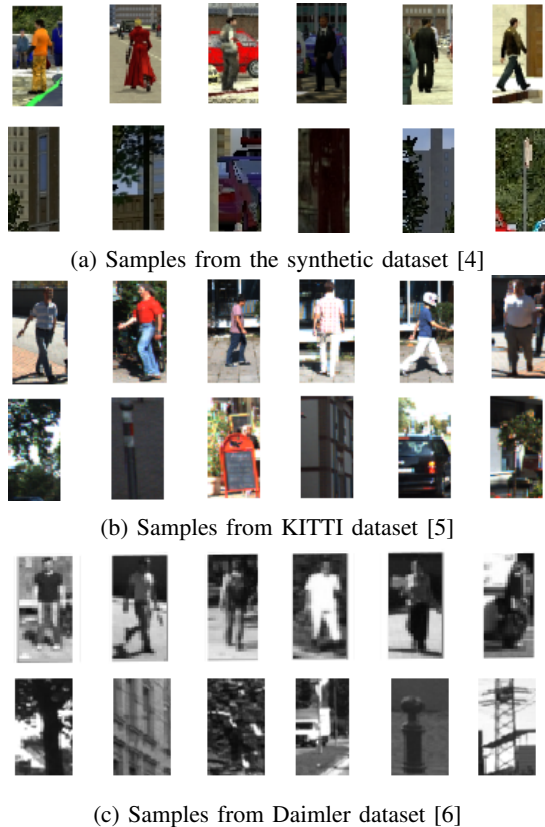 (a) Samples from the synthetic dataset [4]
(b) Samples from KITTI dataset [5]
(c) Samples from Daimler dataset [6]